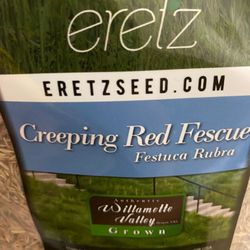 eretz
ERETZSEED.COM
Creeping Red Fescue
Festuca Rubra
Authentic
Willamette
Valley
Grown